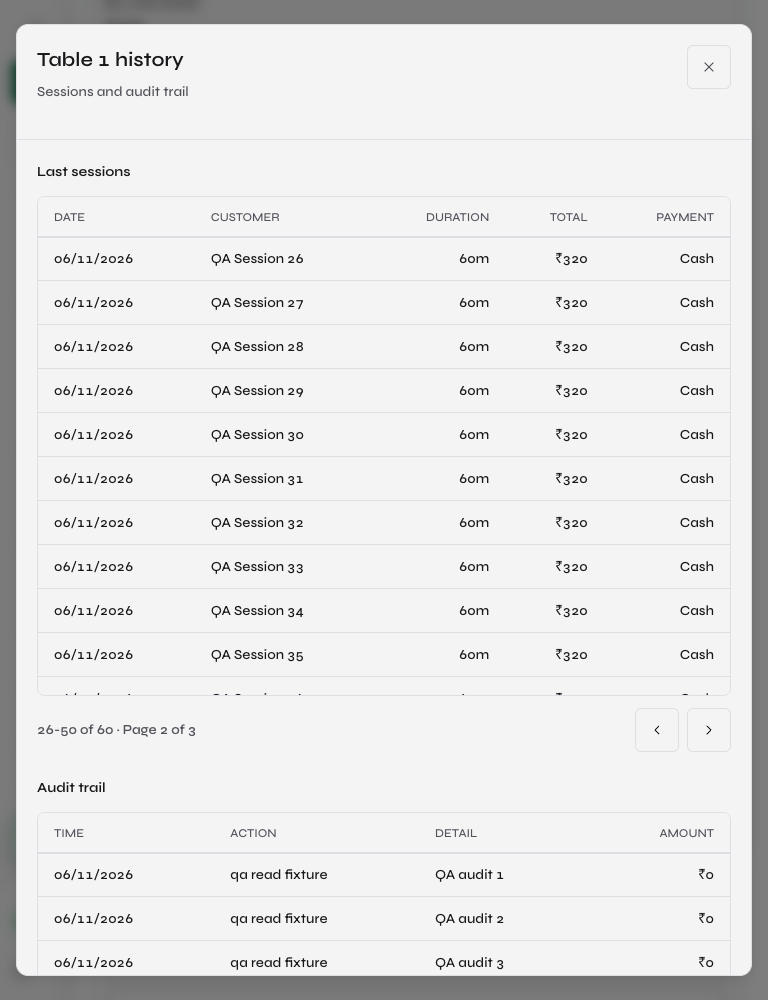 Table 1 history
Sessions and audit trail
Last sessions
DATE CUSTOMER DURATION TOTAL PAYMENT
06/11/2026 QA Session 26 60m ₹320 Cash
06/11/2026 QA Session 27 60m ₹320 Cash
06/11/2026 QA Session 28 60m ₹320 Cash
06/11/2026 QA Session 29 60m ₹320 Cash
06/11/2026 QA Session 30 60m ₹320 Cash
06/11/2026 QA Session 31 60m ₹320 Cash
06/11/2026 QA Session 32 60m ₹320 Cash
06/11/2026 QA Session 33 60m ₹320 Cash
06/11/2026 QA Session 34 60m ₹320 Cash
06/11/2026 QA Session 35 60m ₹320 Cash
26-50 of 60 · Page 2 of 3
Audit trail
TIME ACTION DETAIL AMOUNT
06/11/2026 qa read fixture QA audit 1 ₹0
06/11/2026 qa read fixture QA audit 2 ₹0
06/11/2026 qa read fixture QA audit 3 ₹0